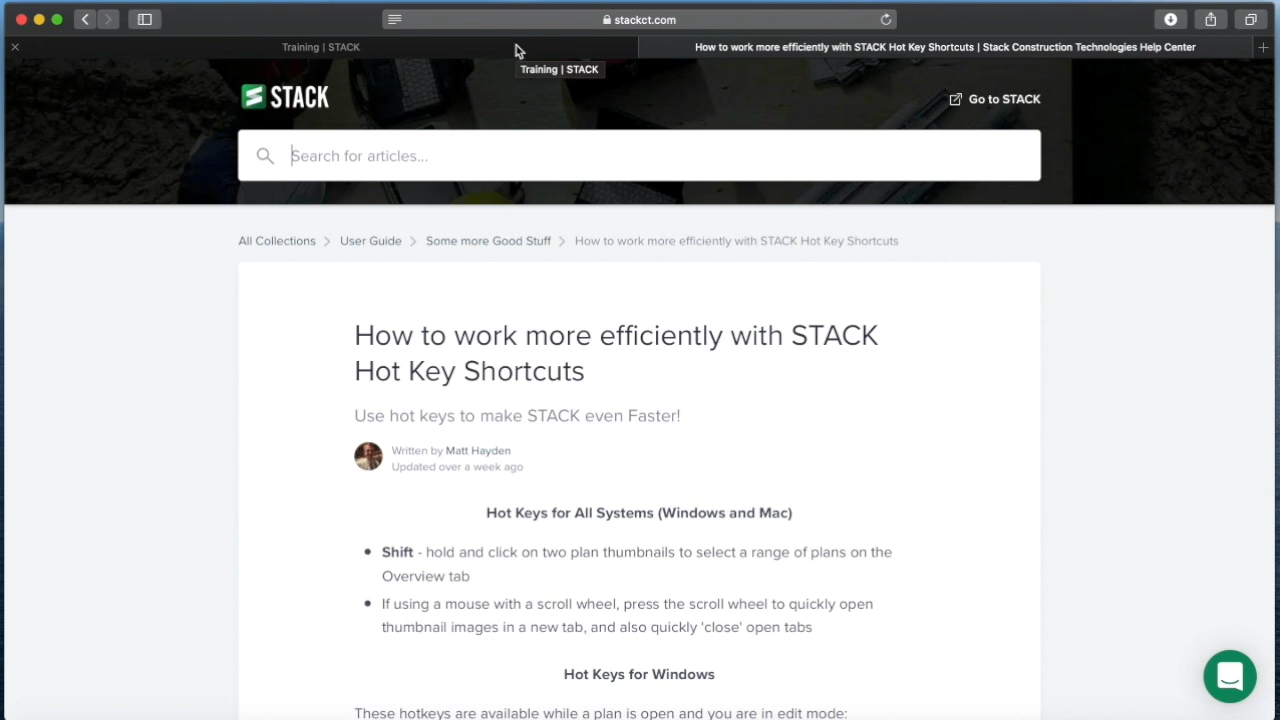 stackct.com
Training | STACK
How to work more efficiently with STACK Hot Key Shortcuts | Stack Construction Technologies Help Center
Training | STACK
STACK
Go to STACK
Search for articles...
All Collections > User Guide > Some more Good Stuff > How to work more efficiently with STACK Hot Key Shortcuts
How to work more efficiently with STACK
Hot Key Shortcuts
Use hot keys to make STACK even Faster!
Written by Matt Hayden
Updated over a week ago
Hot Keys for All Systems (Windows and Mac)
• Shift - hold and click on two plan thumbnails to select a range of plans on the
Overview tab
• If using a mouse with a scroll wheel, press the scroll wheel to quickly open
thumbnail images in a new tab, and also quickly 'close' open tabs
Hot Keys for Windows
These hotkeys are available while a plan is open and you are in edit mode: